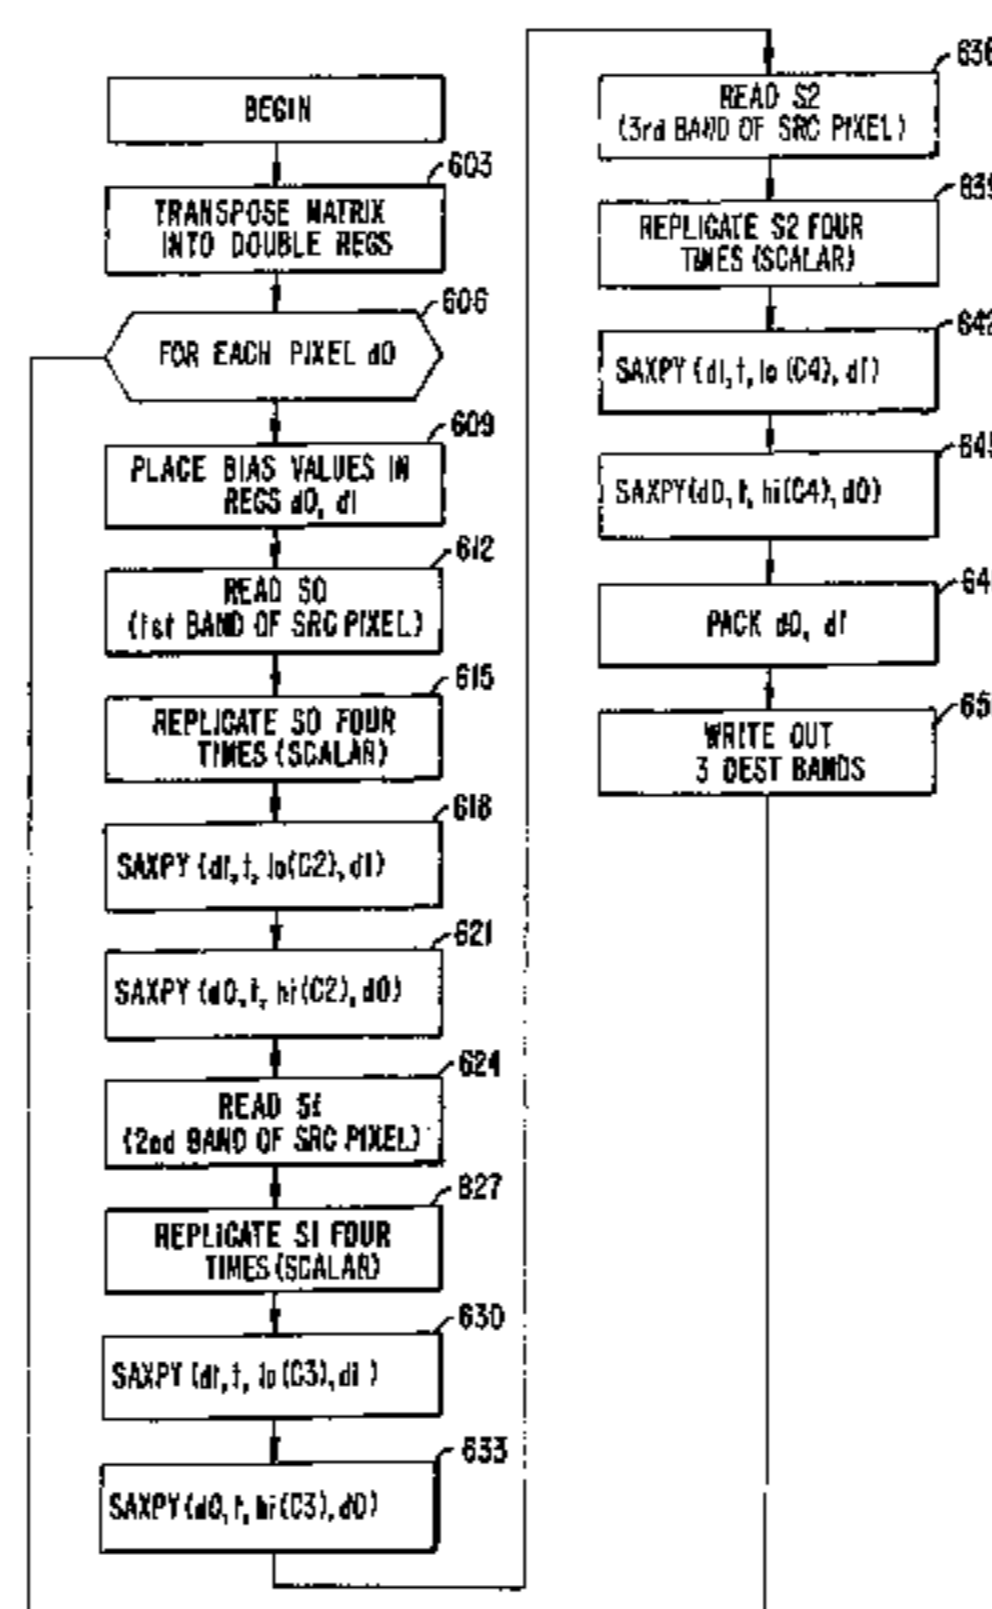 BEGIN
603
TRANSPOSE MATRIX
INTO DOUBLE REGS
606
FOR EACH PIXEL d0
609
PLACE BIAS VALUES IN
REGS d0, d1
612
READ S0
(1st BAND OF SRC PIXEL)
615
REPLICATE S0 FOUR
TIMES (SCALAR)
618
SAXPY (d1, t, lo(C2), d1)
621
SAXPY (d0, t, hi(C2), d0)
624
READ S1
(2nd BAND OF SRC PIXEL)
627
REPLICATE S1 FOUR
TIMES (SCALAR)
630
SAXPY (d1, t, lo(C3), d1)
633
SAXPY (d0, t, hi(C3), d0)
636
READ S2
(3rd BAND OF SRC PIXEL)
639
REPLICATE S2 FOUR
TIMES (SCALAR)
642
SAXPY (d1, t, lo(C4), d1)
645
SAXPY (d0, t, hi(C4), d0)
PACK d0, d1
WRITE OUT
3 DEST BANDS